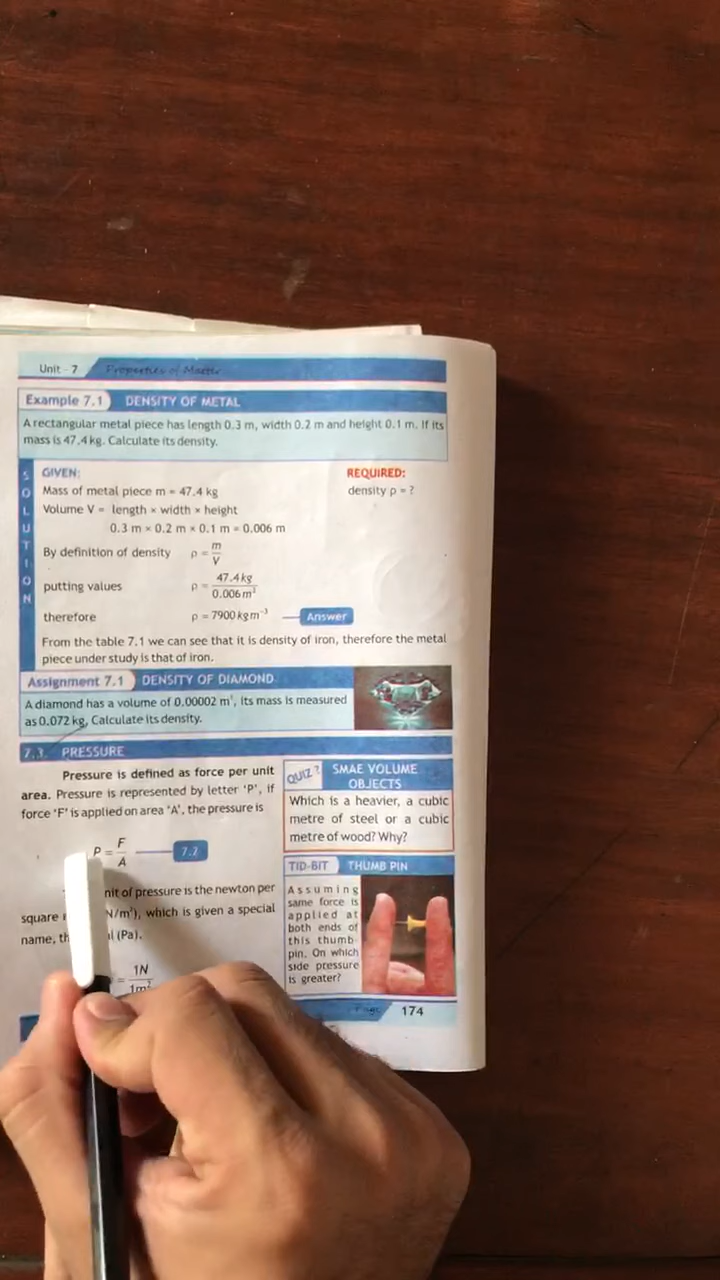 Unit - 7 Properties of Matter
Example 7.1 DENSITY OF METAL
A rectangular metal piece has length 0.3 m, width 0.2 m and height 0.1 m. If its
mass is 47.4 kg. Calculate its density.
SOLUTION
GIVEN:
REQUIRED:
Mass of metal piece m = 47.4 kg
density ρ = ?
Volume V = length × width × height
0.3 m × 0.2 m × 0.1 m = 0.006 m
By definition of density ρ = m/V
putting values ρ = 47.4 kg / 0.006 m³
therefore ρ = 7900 kg m⁻³ Answer
From the table 7.1 we can see that it is density of iron, therefore the metal
piece under study is that of iron.
Assignment 7.1 DENSITY OF DIAMOND
A diamond has a volume of 0.00002 m³, its mass is measured
as 0.072 kg, Calculate its density.
PRESSURE
Pressure is defined as force per unit
area. Pressure is represented by letter 'P', if
force 'F' is applied on area 'A', the pressure is
P = F/A 7.2
nit of pressure is the newton per
square N/m²), which is given a special
name, (Pa).
= 1N / 1m²
QUIZ? SMAE VOLUME
OBJECTS
Which is a heavier, a cubic
metre of steel or a cubic
metre of wood? Why?
TID-BIT THUMB PIN
Assuming
same force is
applied at
both ends of
this thumb-
pin. On which
side pressure
is greater?
Page 174